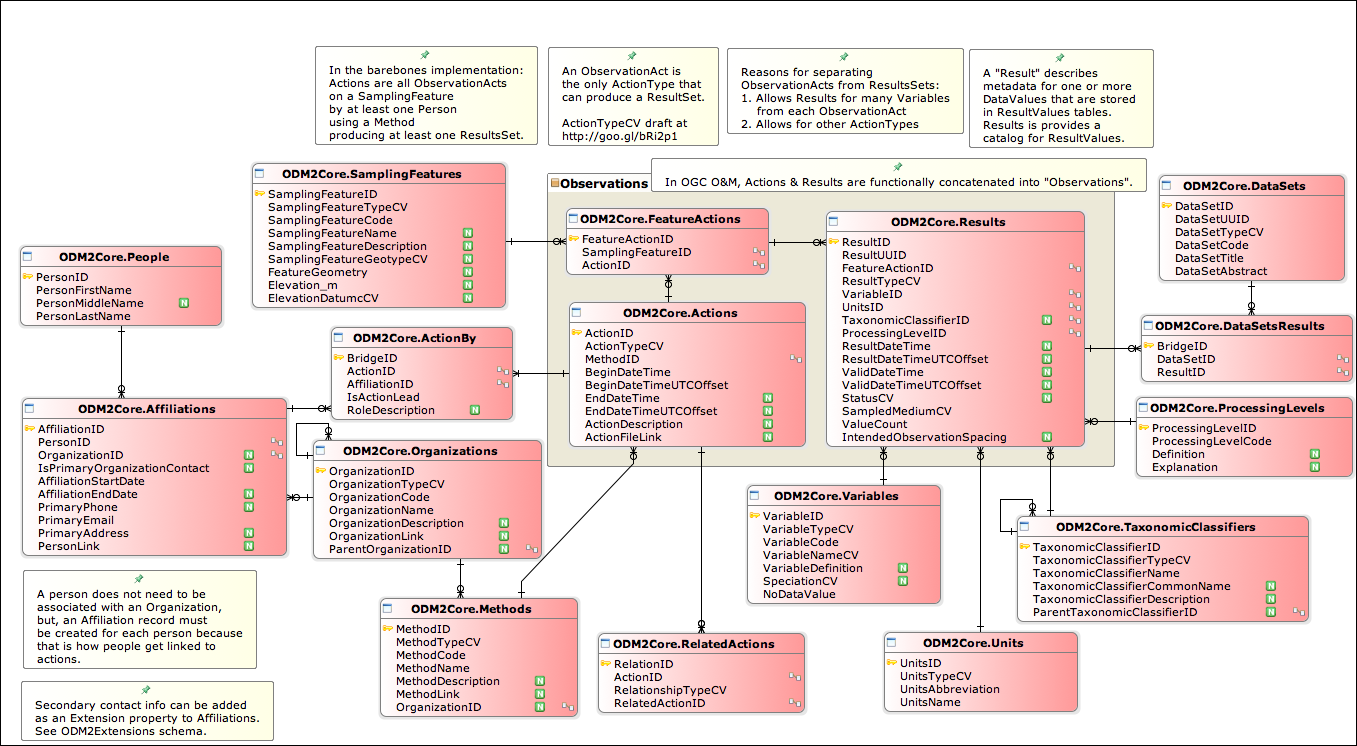 In the barebones implementation:
Actions are all ObservationActs
on a SamplingFeature
by at least one Person
using a Method
producing at least one ResultsSet.
An ObservationAct is
the only ActionType that
can produce a ResultSet.
ActionTypeCV draft at
http://goo.gl/bRi2p1
Reasons for separating
ObservationActs from ResultsSets:
1. Allows Results for many Variables
from each ObservationAct
2. Allows for other ActionTypes
A "Result" describes
metadata for one or more
DataValues that are stored
in ResultValues tables.
Results is provides a
catalog for ResultValues.
In OGC O&M, Actions & Results are functionally concatenated into "Observations".
Observations
ODM2Core.SamplingFeatures
SamplingFeatureID
SamplingFeatureTypeCV
SamplingFeatureCode
SamplingFeatureName N
SamplingFeatureDescription N
SamplingFeatureGeotypeCV N
FeatureGeometry N
Elevation_m N
ElevationDatumcCV N
ODM2Core.FeatureActions
FeatureActionID
SamplingFeatureID
ActionID
ODM2Core.Results
ResultID
ResultUUID
FeatureActionID
ResultTypeCV
VariableID
UnitsID
TaxonomicClassifierID N
ProcessingLevelID
ResultDateTime N
ResultDateTimeUTCOffset N
ValidDateTime N
ValidDateTimeUTCOffset N
StatusCV N
SampledMediumCV
ValueCount
IntendedObservationSpacing N
ODM2Core.DataSets
DataSetID
DataSetUUID
DataSetTypeCV
DataSetCode
DataSetTitle
DataSetAbstract
ODM2Core.People
PersonID
PersonFirstName
PersonMiddleName N
PersonLastName
ODM2Core.ActionBy
BridgeID
ActionID
AffiliationID
IsActionLead
RoleDescription N
ODM2Core.Actions
ActionID
ActionTypeCV
MethodID
BeginDateTime
BeginDateTimeUTCOffset
EndDateTime N
EndDateTimeUTCOffset N
ActionDescription N
ActionFileLink N
ODM2Core.DataSetsResults
BridgeID
DataSetID
ResultID
ODM2Core.Affiliations
AffiliationID
PersonID
OrganizationID N
IsPrimaryOrganizationContact N
AffiliationStartDate
AffiliationEndDate N
PrimaryPhone N
PrimaryEmail
PrimaryAddress N
PersonLink N
ODM2Core.Organizations
OrganizationID
OrganizationTypeCV
OrganizationCode
OrganizationName
OrganizationDescription N
OrganizationLink N
ParentOrganizationID N
ODM2Core.ProcessingLevels
ProcessingLevelID
ProcessingLevelCode
Definition N
Explanation N
ODM2Core.Variables
VariableID
VariableTypeCV
VariableCode
VariableNameCV
VariableDefinition N
SpeciationCV N
NoDataValue
ODM2Core.TaxonomicClassifiers
TaxonomicClassifierID
TaxonomicClassifierTypeCV
TaxonomicClassifierName
TaxonomicClassifierCommonName N
TaxonomicClassifierDescription N
ParentTaxonomicClassifierID N
A person does not need to be
associated with an Organization,
but, an Affiliation record must
be created for each person because
that is how people get linked to
actions.
ODM2Core.Methods
MethodID
MethodTypeCV
MethodCode
MethodName
MethodDescription N
MethodLink N
OrganizationID N
ODM2Core.RelatedActions
RelationID
ActionID
RelationshipTypeCV
RelatedActionID
ODM2Core.Units
UnitsID
UnitsTypeCV
UnitsAbbreviation
UnitsName
Secondary contact info can be added
as an Extension property to Affiliations.
See ODM2Extensions schema.